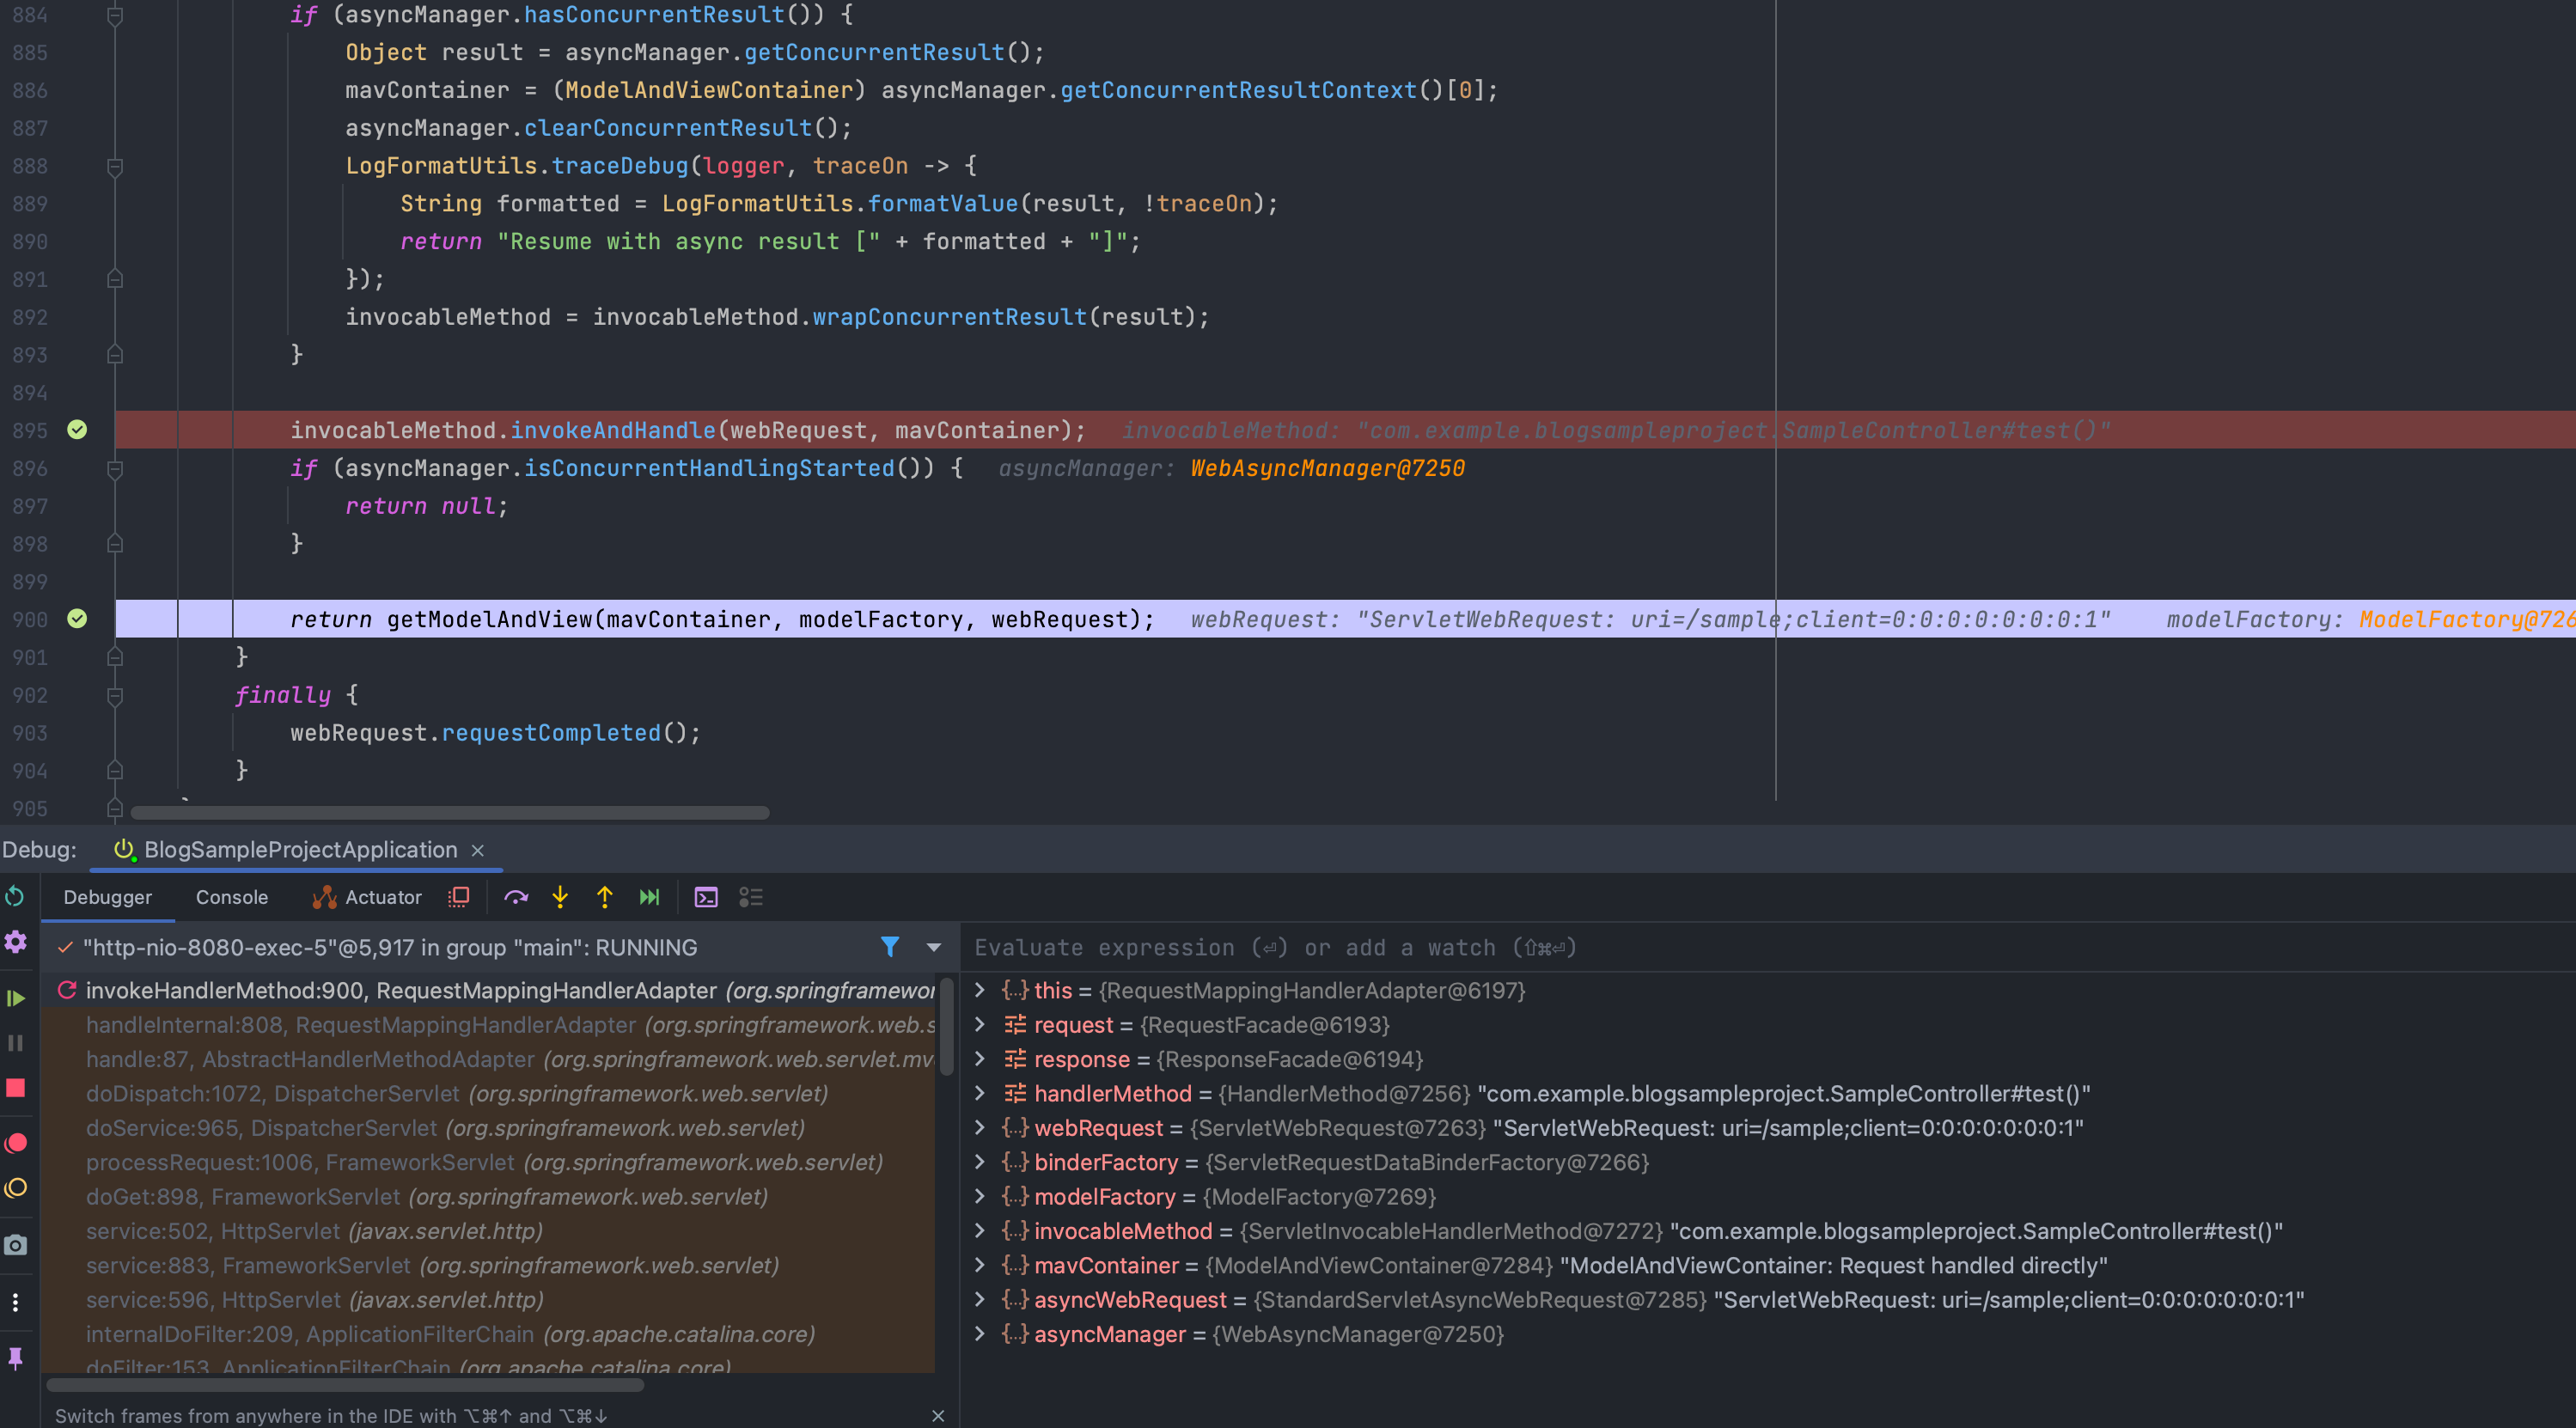 884 if (asyncManager.hasConcurrentResult()) {
885 Object result = asyncManager.getConcurrentResult();
886 mavContainer = (ModelAndViewContainer) asyncManager.getConcurrentResultContext()[0];
887 asyncManager.clearConcurrentResult();
888 LogFormatUtils.traceDebug(logger, traceOn -> {
889 String formatted = LogFormatUtils.formatValue(result, !traceOn);
890 return "Resume with async result [" + formatted + "]";
891 });
892 invocableMethod = invocableMethod.wrapConcurrentResult(result);
893 }
894
895 invocableMethod.invokeAndHandle(webRequest, mavContainer); invocableMethod: "com.example.blogsampleproject.SampleController#test()"
896 if (asyncManager.isConcurrentHandlingStarted()) { asyncManager: WebAsyncManager@7250
897 return null;
898 }
899
900 return getModelAndView(mavContainer, modelFactory, webRequest); webRequest: "ServletWebRequest: uri=/sample;client=0:0:0:0:0:0:0:1" modelFactory: ModelFactory@726
901 }
902 finally {
903 webRequest.requestCompleted();
904 }
905
Debug: BlogSampleProjectApplication ×
Debugger Console Actuator
"http-nio-8080-exec-5"@5,917 in group "main": RUNNING
invokeHandlerMethod:900, RequestMappingHandlerAdapter (org.springframewor
handleInternal:808, RequestMappingHandlerAdapter (org.springframework.web.s
handle:87, AbstractHandlerMethodAdapter (org.springframework.web.servlet.mv
doDispatch:1072, DispatcherServlet (org.springframework.web.servlet)
doService:965, DispatcherServlet (org.springframework.web.servlet)
processRequest:1006, FrameworkServlet (org.springframework.web.servlet)
doGet:898, FrameworkServlet (org.springframework.web.servlet)
service:502, HttpServlet (javax.servlet.http)
service:883, FrameworkServlet (org.springframework.web.servlet)
service:596, HttpServlet (javax.servlet.http)
internalDoFilter:209, ApplicationFilterChain (org.apache.catalina.core)
doFilter:153, ApplicationFilterChain (org.apache.catalina.core)
Switch frames from anywhere in the IDE with ⌥⌘↑ and ⌥⌘↓ ×
Evaluate expression (⏎) or add a watch (⇧⌘⏎)
this = {RequestMappingHandlerAdapter@6197}
request = {RequestFacade@6193}
response = {ResponseFacade@6194}
handlerMethod = {HandlerMethod@7256} "com.example.blogsampleproject.SampleController#test()"
webRequest = {ServletWebRequest@7263} "ServletWebRequest: uri=/sample;client=0:0:0:0:0:0:0:1"
binderFactory = {ServletRequestDataBinderFactory@7266}
modelFactory = {ModelFactory@7269}
invocableMethod = {ServletInvocableHandlerMethod@7272} "com.example.blogsampleproject.SampleController#test()"
mavContainer = {ModelAndViewContainer@7284} "ModelAndViewContainer: Request handled directly"
asyncWebRequest = {StandardServletAsyncWebRequest@7285} "ServletWebRequest: uri=/sample;client=0:0:0:0:0:0:0:1"
asyncManager = {WebAsyncManager@7250}